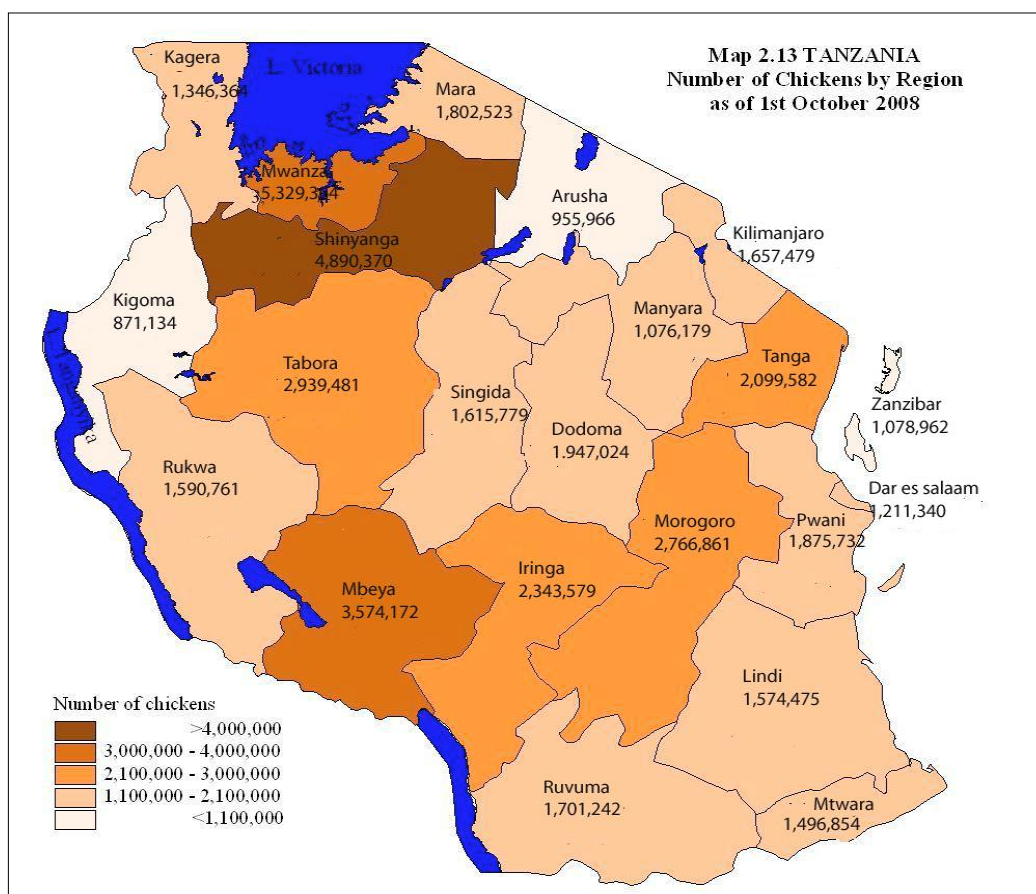 Map 2.13 TANZANIA
Number of Chickens by Region
as of 1st October 2008
Kagera
1,346,364
L. Victoria
Mara
1,802,523
Mwanza
Shinyanga
4,890,370
Arusha
955,966
Kilimanjaro
1,657,479
Kigoma
871,134
Manyara
1,076,179
Tabora
2,939,481
Tanga
2,099,582
Singida
1,615,779
Zanzibar
1,078,962
Dodoma
1.947,024
Rukwa
1,590,761
Dar es salaam
1,211,340
Morogoro
2,766,861
Pwani
1,875,732
Iringa
2,343,579
Mbeya
3,574,172
Lindi
1,574,475
Ruvuma
1,701,242
Mtwara
1,496,854
Number of chickens
>4,000,000
3,000,000 - 4,000,000
2,100,000 - 3,000,000
1,100,000 - 2,100,000
<1,100,000